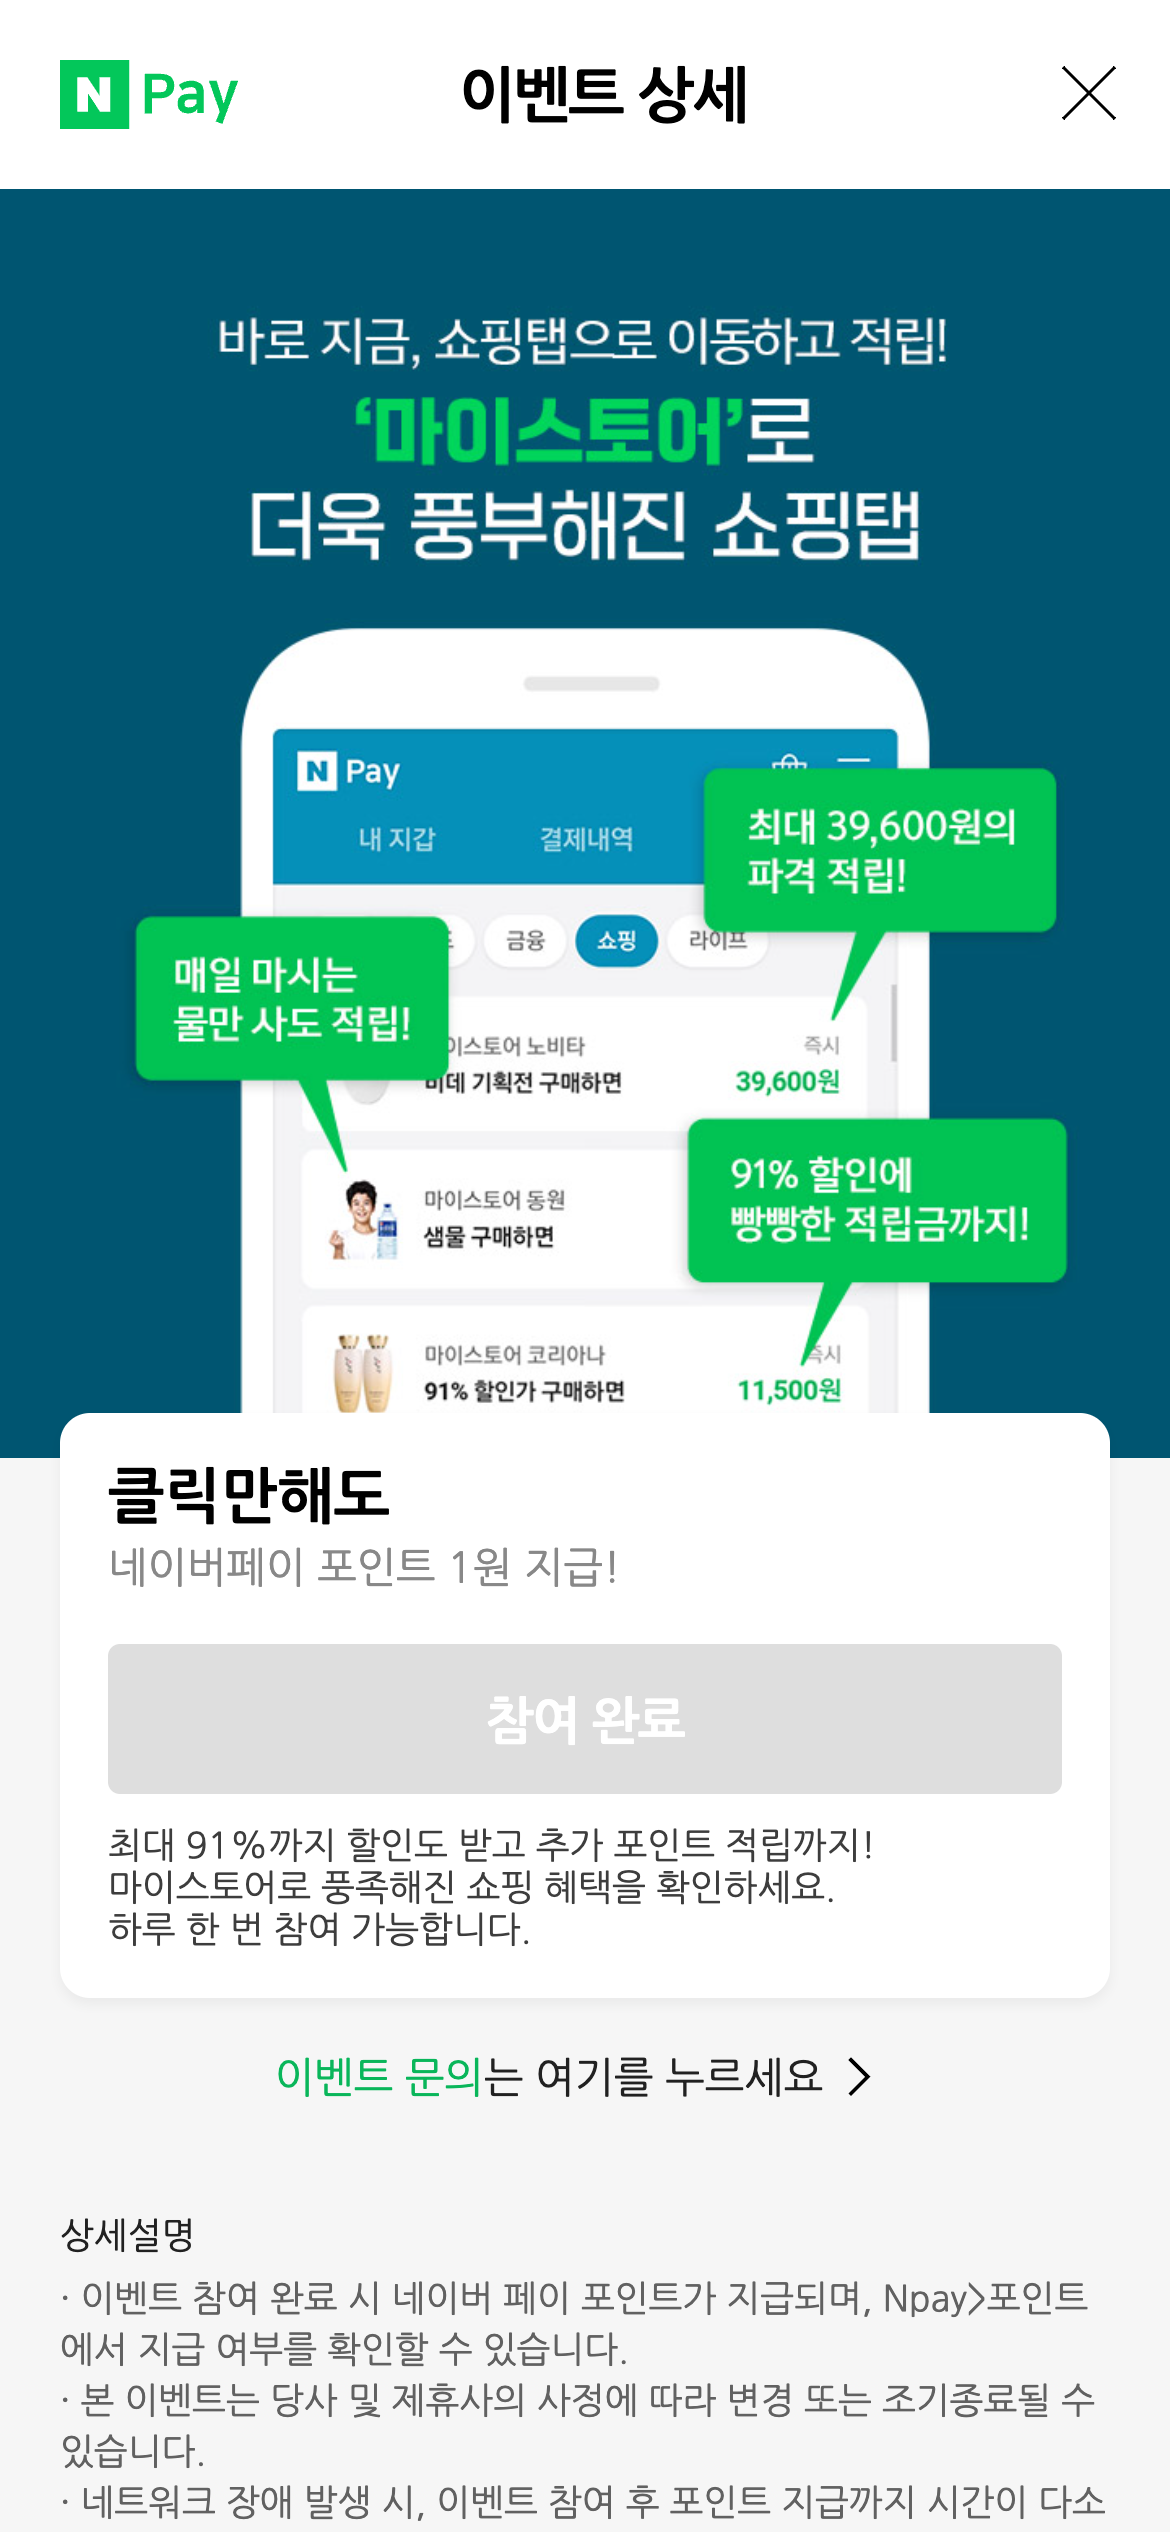 N Pay
이벤트 상세
바로 지금, 쇼핑탭으로 이동하고 적립!
‘마이스토어’로
더욱 풍부해진 쇼핑탭
N Pay
내 지갑 결제내역
최대 39,600원의
파격 적립!
금융 쇼핑 라이프
매일 마시는
물만 사도 적립!
이스토어 노비타 즉시
비데 기획전 구매하면 39,600원
91% 할인에
빵빵한 적립금까지!
마이스토어 동원
샘물 구매하면
마이스토어 코리아나 즉시
91% 할인가 구매하면 11,500원
클릭만해도
네이버페이 포인트 1원 지급!
참여 완료
최대 91%까지 할인도 받고 추가 포인트 적립까지!
마이스토어로 풍족해진 쇼핑 혜택을 확인하세요.
하루 한 번 참여 가능합니다.
이벤트 문의는 여기를 누르세요
상세설명
· 이벤트 참여 완료 시 네이버 페이 포인트가 지급되며, Npay>포인트
에서 지급 여부를 확인할 수 있습니다.
· 본 이벤트는 당사 및 제휴사의 사정에 따라 변경 또는 조기종료될 수
있습니다.
· 네트워크 장애 발생 시, 이벤트 참여 후 포인트 지급까지 시간이 다소